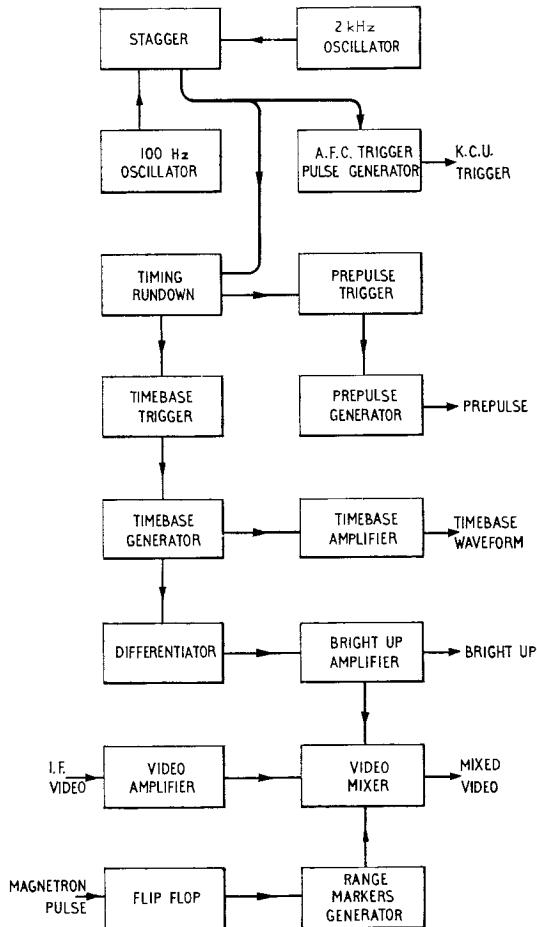 STAGGER
2 kHz
OSCILLATOR
100 Hz
OSCILLATOR
A.F.C. TRIGGER
PULSE GENERATOR
K.C.U.
TRIGGER
TIMING
RUNDOWN
PREPULSE
TRIGGER
TIMEBASE
TRIGGER
PREPULSE
GENERATOR
PREPULSE
TIMEBASE
GENERATOR
TIMEBASE
AMPLIFIER
TIMEBASE
WAVEFORM
DIFFERENTIATOR
BRIGHT UP
AMPLIFIER
BRIGHT UP
I.F.
VIDEO
VIDEO
AMPLIFIER
VIDEO
MIXER
MIXED
VIDEO
MAGNETRON
PULSE
FLIP FLOP
RANGE
MARKERS
GENERATOR